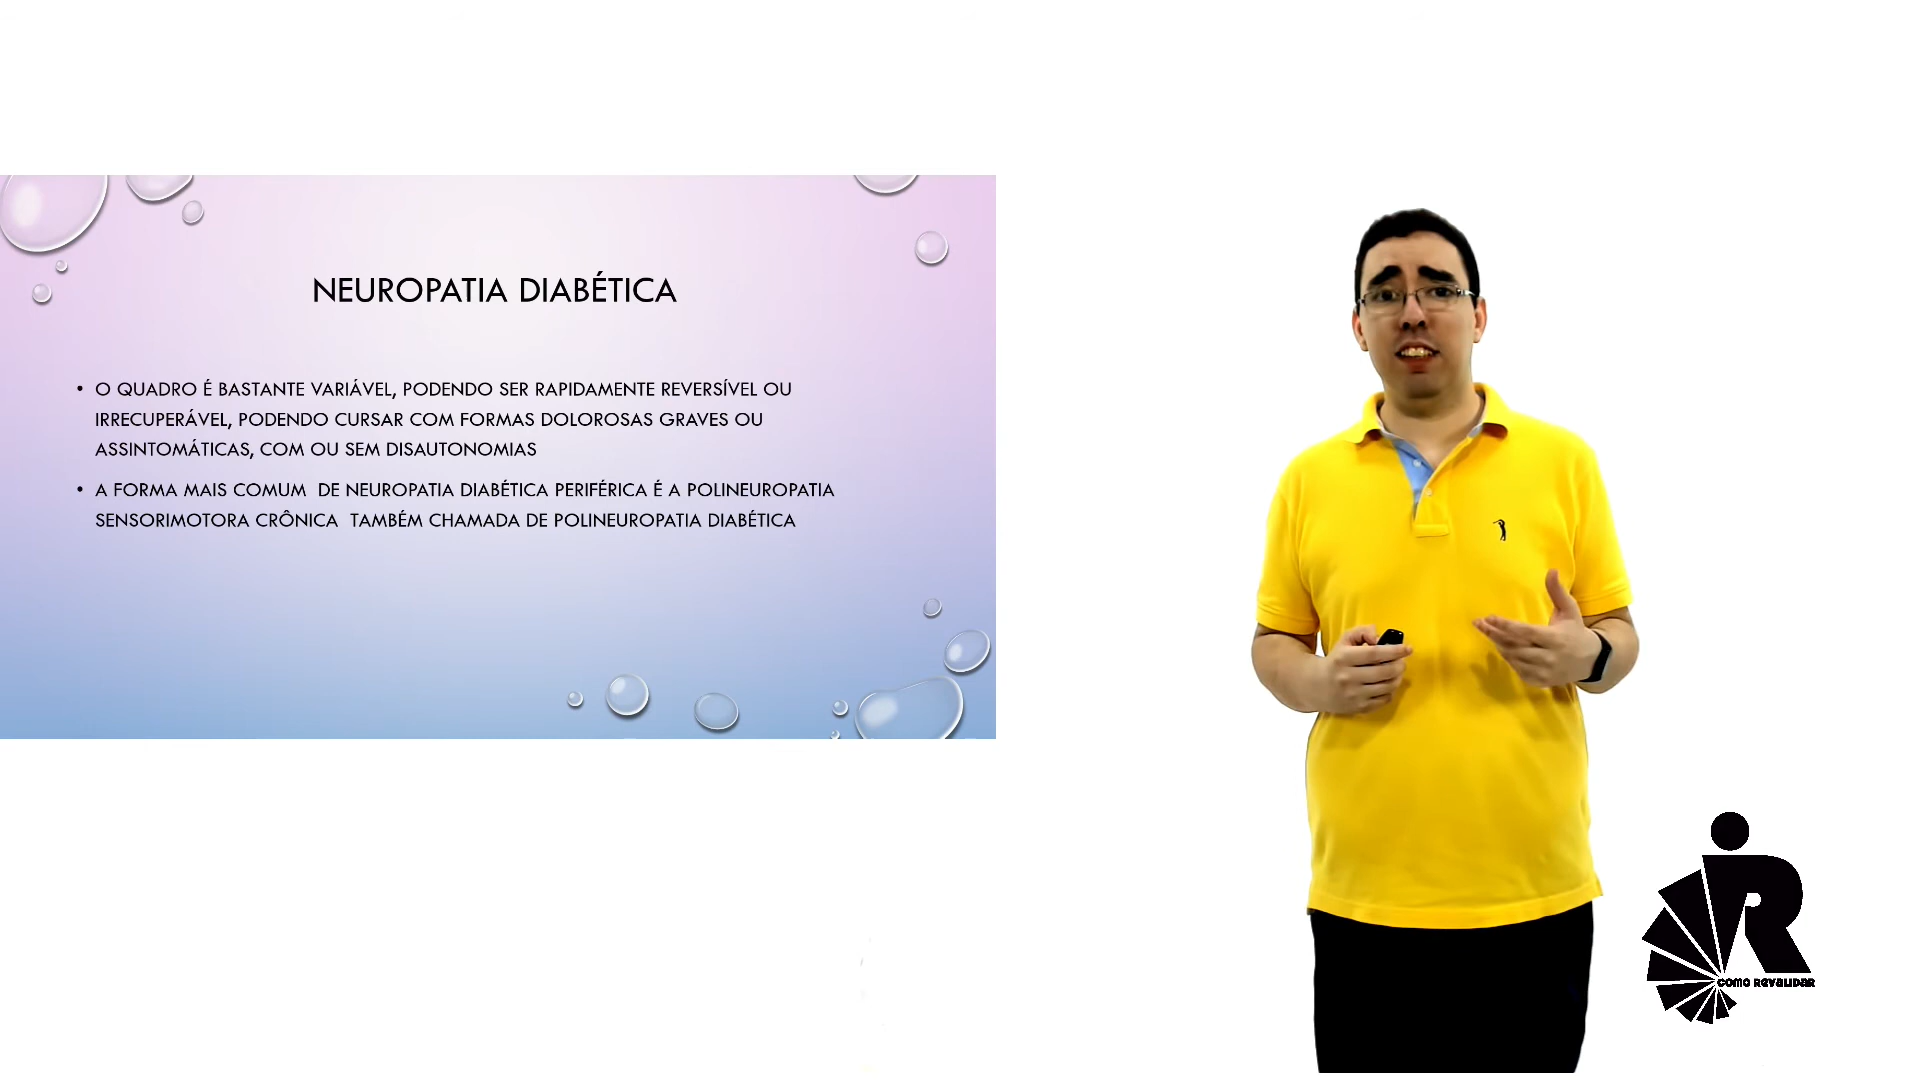 NEUROPATIA DIABÉTICA
• O QUADRO É BASTANTE VARIÁVEL, PODENDO SER RAPIDAMENTE REVERSÍVEL OU
IRRECUPERÁVEL, PODENDO CURSAR COM FORMAS DOLOROSAS GRAVES OU
ASSINTOMÁTICAS, COM OU SEM DISAUTONOMIAS
• A FORMA MAIS COMUM  DE NEUROPATIA DIABÉTICA PERIFÉRICA É A POLINEUROPATIA
SENSORIMOTORA CRÔNICA  TAMBÉM CHAMADA DE POLINEUROPATIA DIABÉTICA
R
COMO REVALIDAR